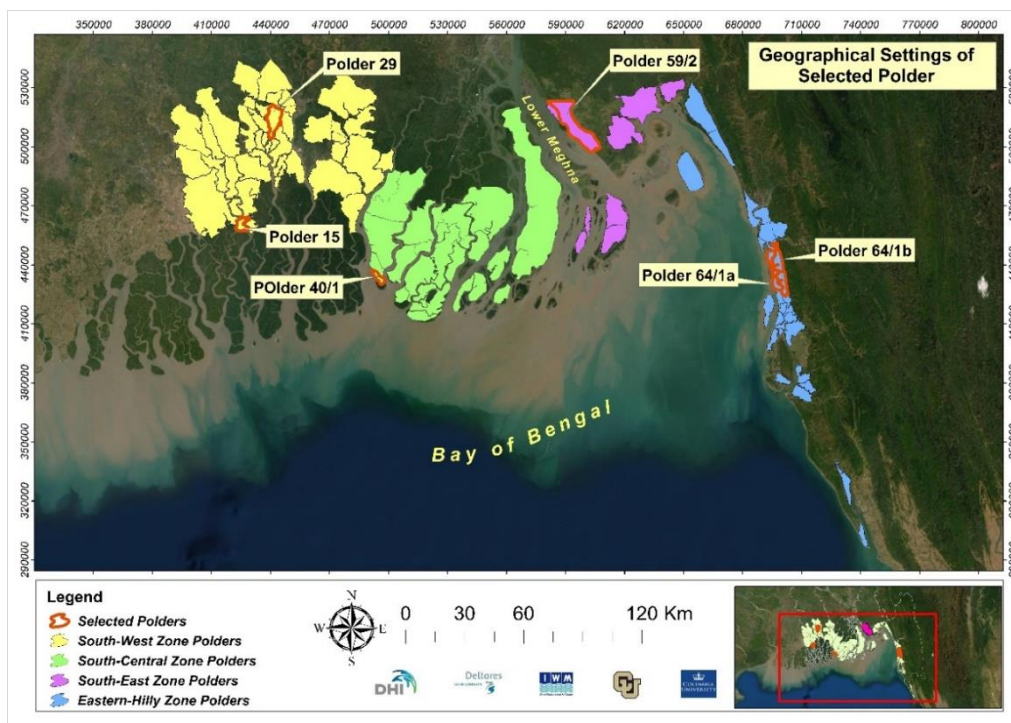 350000 380000 410000 440000 470000 500000 530000 560000 590000 620000 650000 680000 710000 740000 770000 800000
Geographical Settings of
Selected Polder
Polder 29
Polder 59/2
Lower Meghna
Polder 15
POlder 40/1
Polder 64/1b
Polder 64/1a
Bay of Bengal
530000
500000
470000
440000
410000
380000
350000
320000
290000
Legend
Selected Polders
South-West Zone Polders
South-Central Zone Polders
South-East Zone Polders
Eastern-Hilly Zone Polders
N
W E
S
0 30 60 120 Km
DHI
Deltares
IWM
CU
COLUMBIA
UNIVERSITY